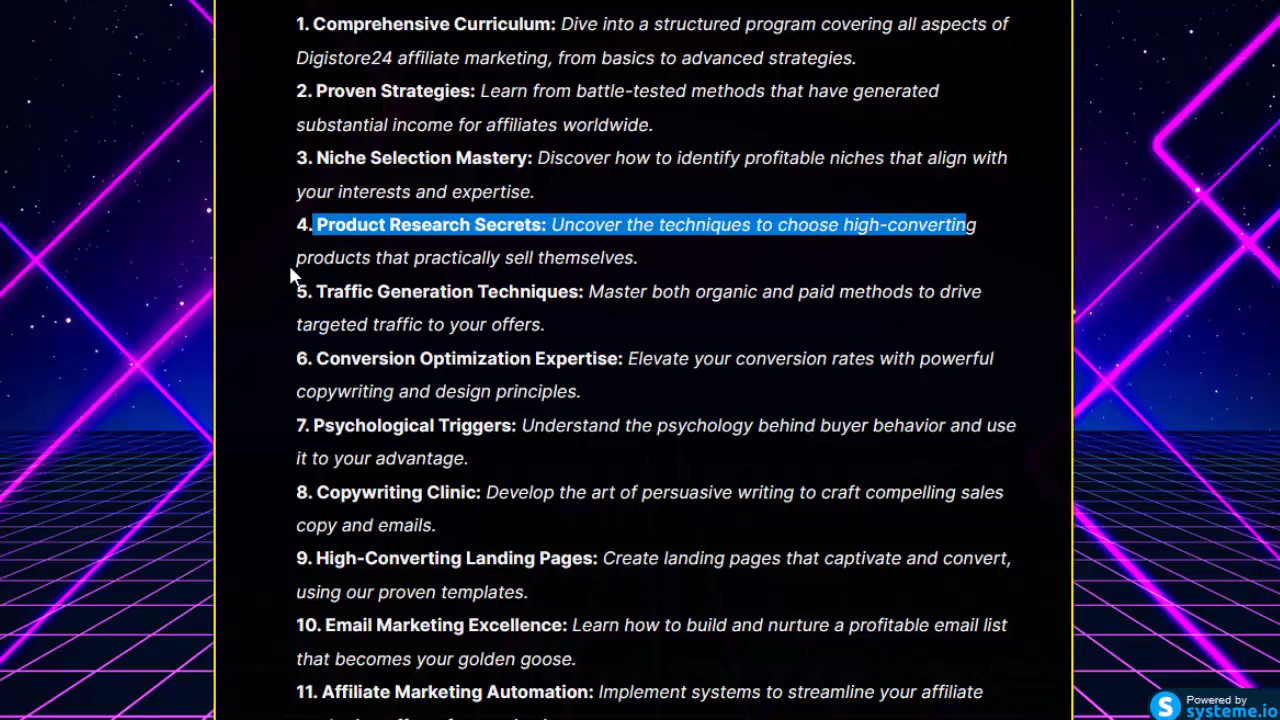 1. Comprehensive Curriculum: Dive into a structured program covering all aspects of
Digistore24 affiliate marketing, from basics to advanced strategies.
2. Proven Strategies: Learn from battle-tested methods that have generated
substantial income for affiliates worldwide.
3. Niche Selection Mastery: Discover how to identify profitable niches that align with
your interests and expertise.
4. Product Research Secrets: Uncover the techniques to choose high-converting
products that practically sell themselves.
5. Traffic Generation Techniques: Master both organic and paid methods to drive
targeted traffic to your offers.
6. Conversion Optimization Expertise: Elevate your conversion rates with powerful
copywriting and design principles.
7. Psychological Triggers: Understand the psychology behind buyer behavior and use
it to your advantage.
8. Copywriting Clinic: Develop the art of persuasive writing to craft compelling sales
copy and emails.
9. High-Converting Landing Pages: Create landing pages that captivate and convert,
using our proven templates.
10. Email Marketing Excellence: Learn how to build and nurture a profitable email list
that becomes your golden goose.
11. Affiliate Marketing Automation: Implement systems to streamline your affiliate
Powered by
systeme.io